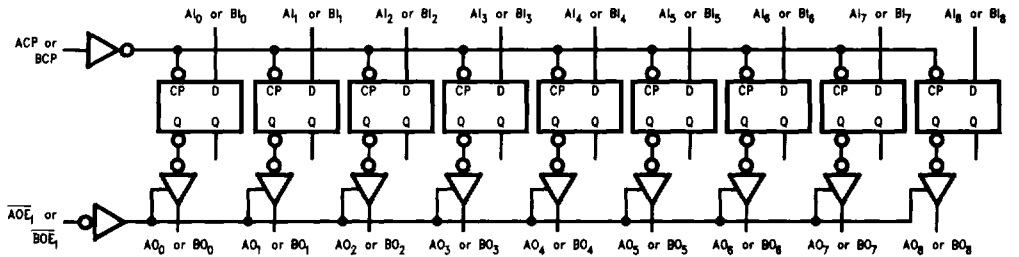 AI₀ or BI₀ AI₁ or BI₁ AI₂ or BI₂ AI₃ or BI₃ AI₄ or BI₄ AI₅ or BI₅ AI₆ or BI₆ AI₇ or BI₇ AI₈ or BI₈
ACP or
BCP
CP D CP D CP D CP D CP D CP D CP D CP D CP D
Q Q Q Q Q Q Q Q Q Q Q Q Q Q Q Q Q Q
A̅O̅E̅₁ or
B̅O̅E̅₁
AO₀ or BO₀ AO₁ or BO₁ AO₂ or BO₂ AO₃ or BO₃ AO₄ or BO₄ AO₅ or BO₅ AO₆ or BO₆ AO₇ or BO₇ AO₈ or BO₈